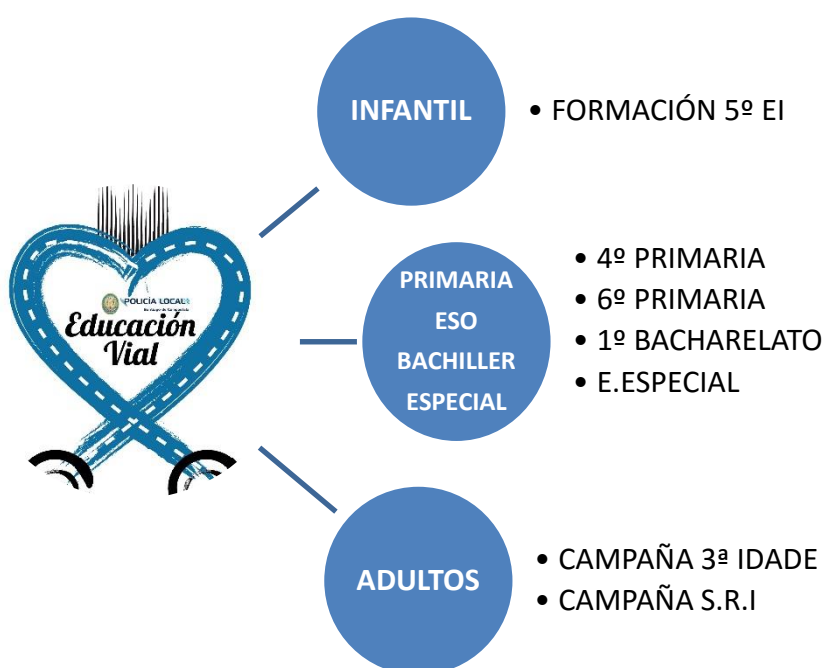 INFANTIL
• FORMACIÓN 5º EI
POLICÍA LOCAL
Educación
Vial
PRIMARIA
ESO
BACHILLER
ESPECIAL
• 4º PRIMARIA
• 6º PRIMARIA
• 1º BACHARELATO
• E.ESPECIAL
ADULTOS
• CAMPAÑA 3ª IDADE
• CAMPAÑA S.R.I